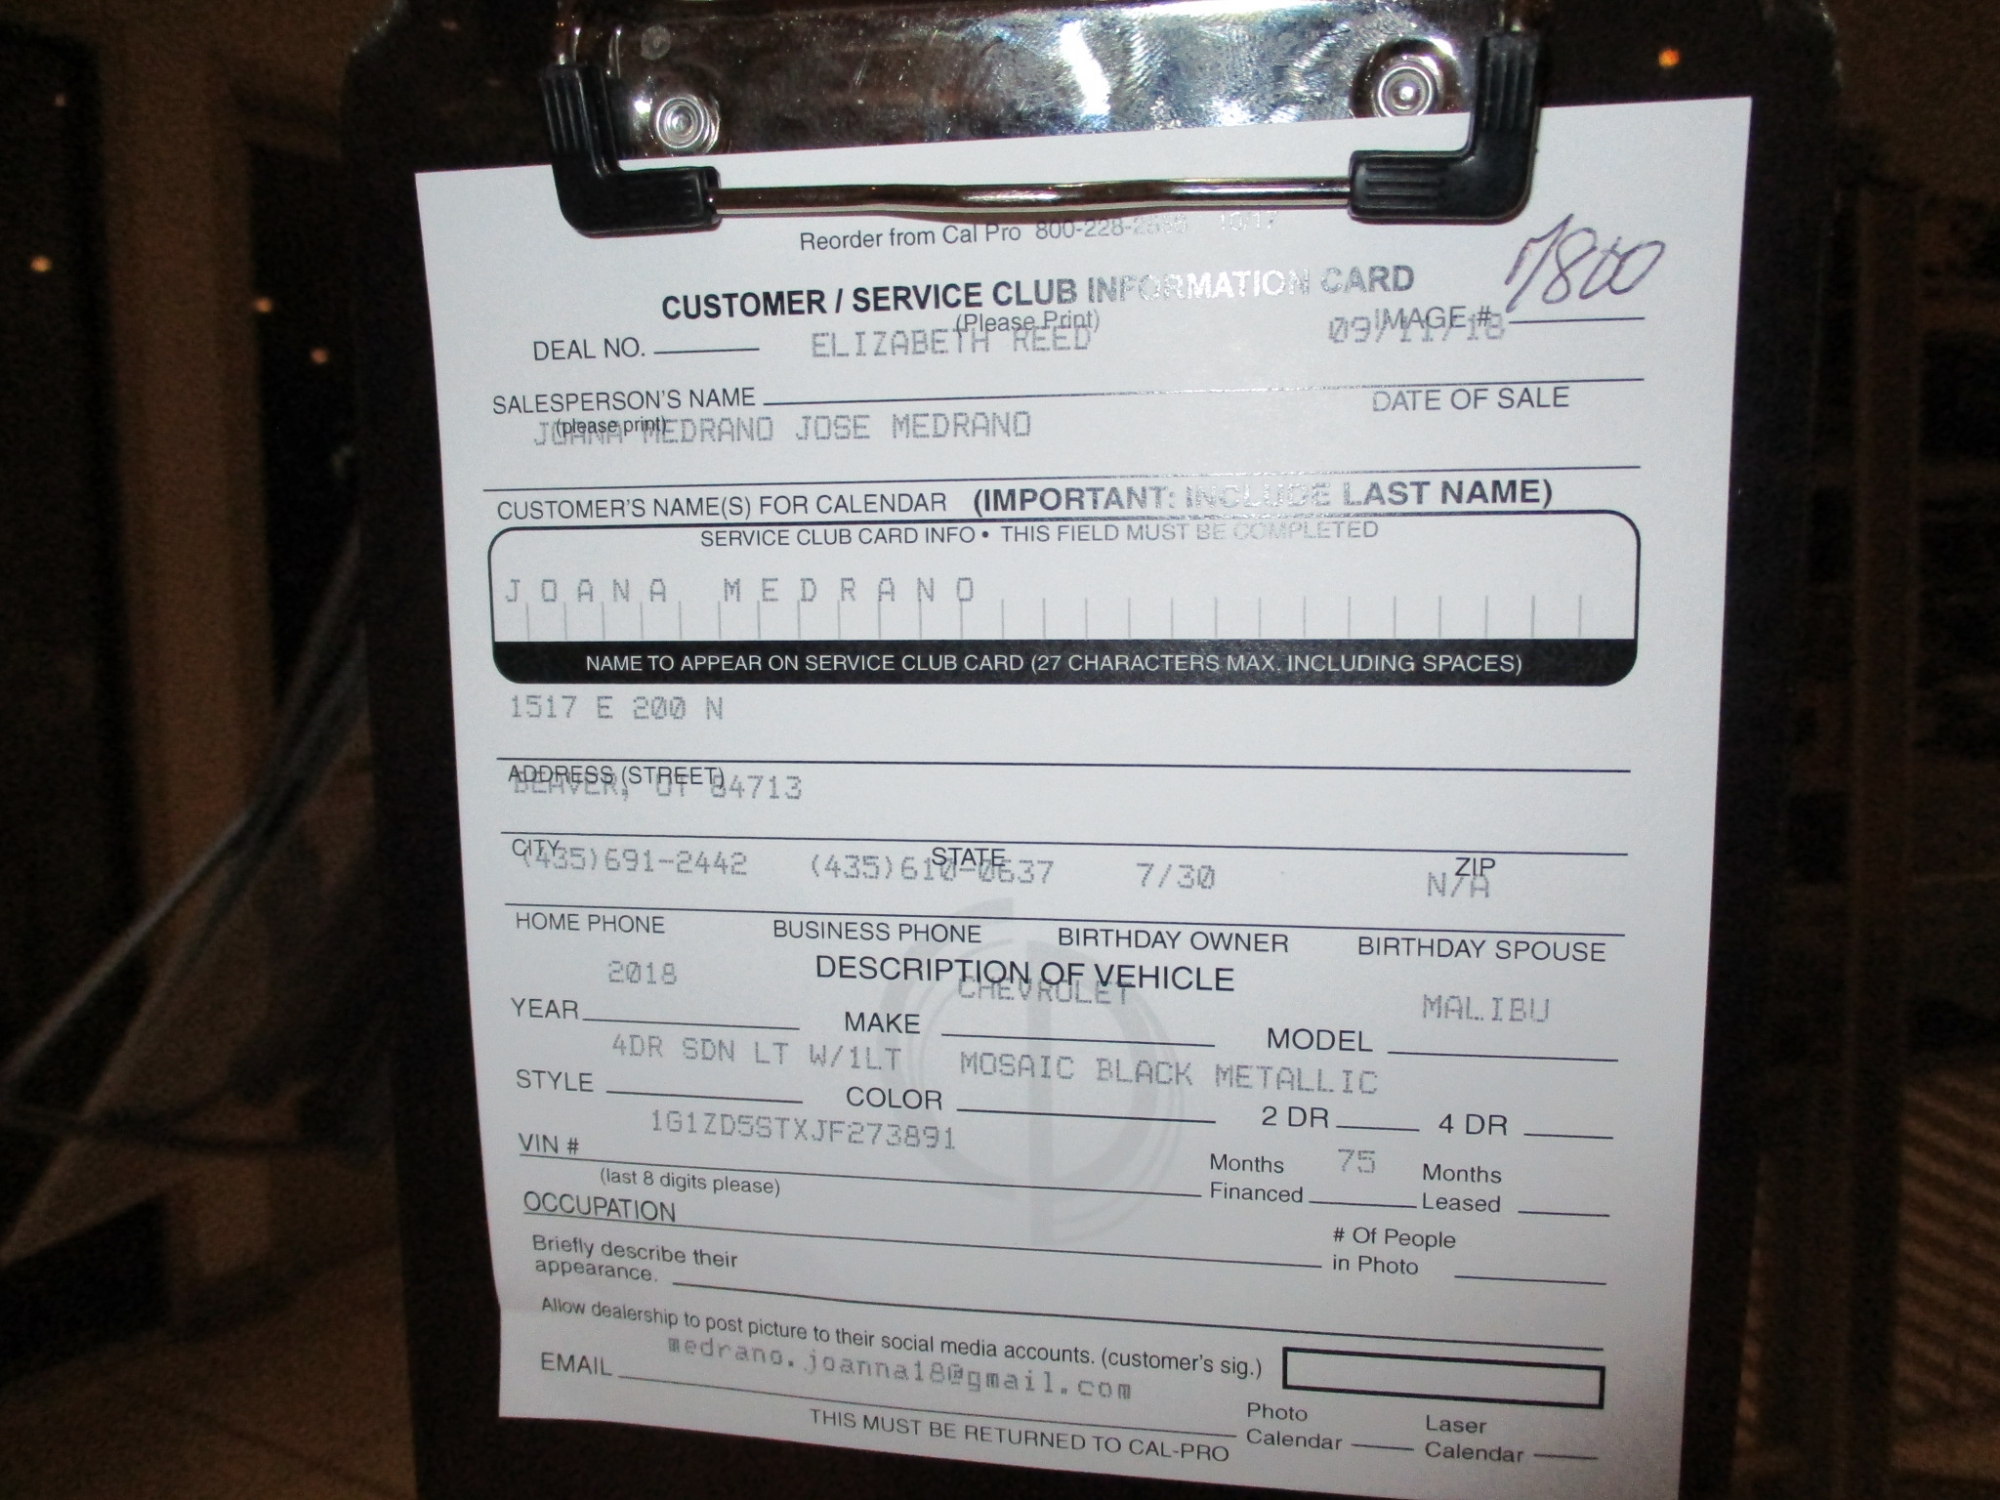 Reorder from Cal Pro 800-228-2 10/17
CUSTOMER / SERVICE CLUB INFORMATION CARD
(Please Print)
7800
DEAL NO. ELIZABETH REED 09/11/18 IMAGE #
SALESPERSON'S NAME DATE OF SALE
(please print)
JOANA MEDRANO JOSE MEDRANO
CUSTOMER'S NAME(S) FOR CALENDAR (IMPORTANT: INCLUDE LAST NAME)
SERVICE CLUB CARD INFO • THIS FIELD MUST BE COMPLETED
JOANA MEDRANO
NAME TO APPEAR ON SERVICE CLUB CARD (27 CHARACTERS MAX. INCLUDING SPACES)
1517 E 200 N
ADDRESS (STREET)
BEAVER, UT 84713
CITY STATE ZIP
(435)691-2442 (435)610-0637 7/30 N/A
HOME PHONE BUSINESS PHONE BIRTHDAY OWNER BIRTHDAY SPOUSE
DESCRIPTION OF VEHICLE
2018 CHEVROLET MALIBU
YEAR MAKE MODEL
4DR SDN LT W/1LT MOSAIC BLACK METALLIC
STYLE COLOR 2 DR 4 DR
1G1ZD5STXJF273891
VIN # Months Financed 75 Months Leased
(last 8 digits please)
OCCUPATION # Of People in Photo
Briefly describe their
appearance.
Allow dealership to post picture to their social media accounts. (customer's sig.)
medrano.joanna18@gmail.com
EMAIL Photo Calendar Laser Calendar
THIS MUST BE RETURNED TO CAL-PRO